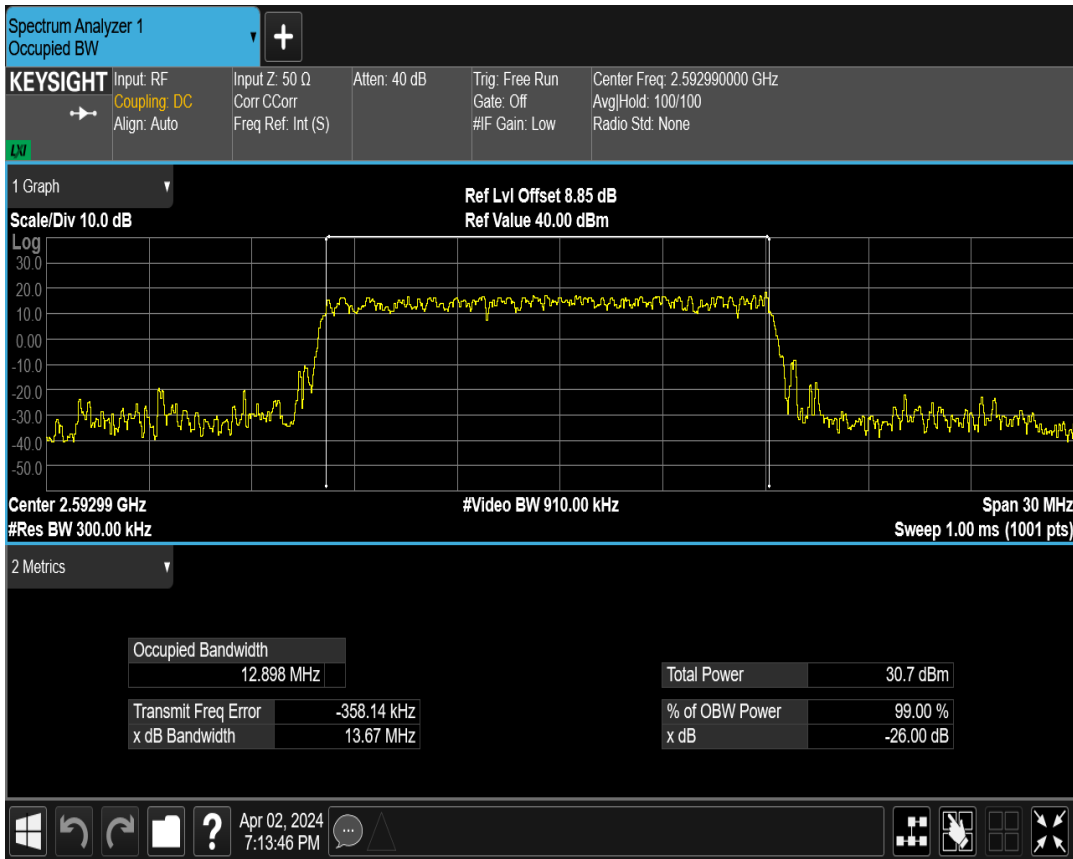 Spectrum Analyzer 1
Occupied BW
+
KEYSIGHT
LXI
Input: RF
Coupling: DC
Align: Auto
Input Z: 50 Ω
Corr CCorr
Freq Ref: Int (S)
Atten: 40 dB
Trig: Free Run
Gate: Off
#IF Gain: Low
Center Freq: 2.592990000 GHz
Avg|Hold: 100/100
Radio Std: None
1 Graph
Scale/Div 10.0 dB
Ref Lvl Offset 8.85 dB
Ref Value 40.00 dBm
Log
30.0
20.0
10.0
0.00
-10.0
-20.0
-30.0
-40.0
-50.0
Center 2.59299 GHz
#Video BW 910.00 kHz
Span 30 MHz
#Res BW 300.00 kHz
Sweep 1.00 ms (1001 pts)
2 Metrics
Occupied Bandwidth
12.898 MHz
Total Power 30.7 dBm
Transmit Freq Error -358.14 kHz
% of OBW Power 99.00 %
x dB Bandwidth 13.67 MHz
x dB -26.00 dB
?
Apr 02, 2024
7:13:46 PM